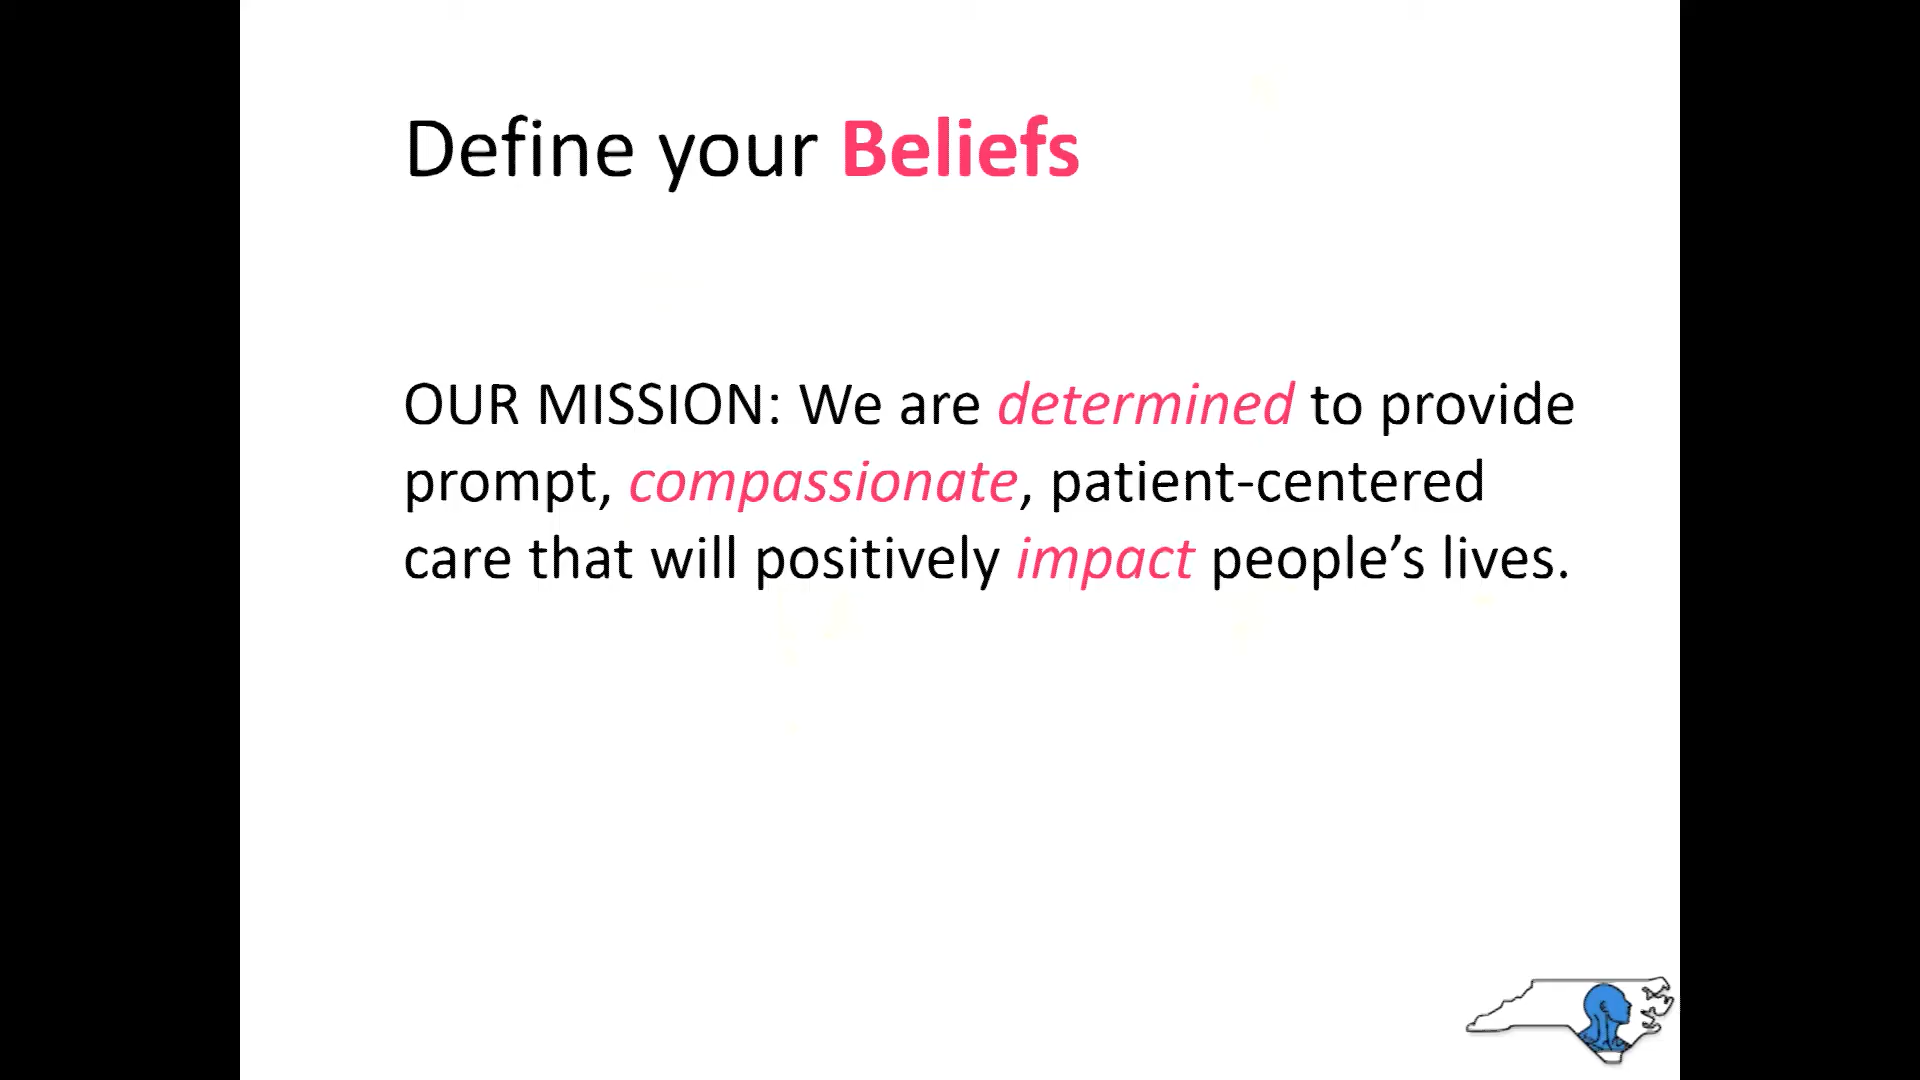 Define your Beliefs
OUR MISSION: We are determined to provide
prompt, compassionate, patient-centered
care that will positively impact people’s lives.